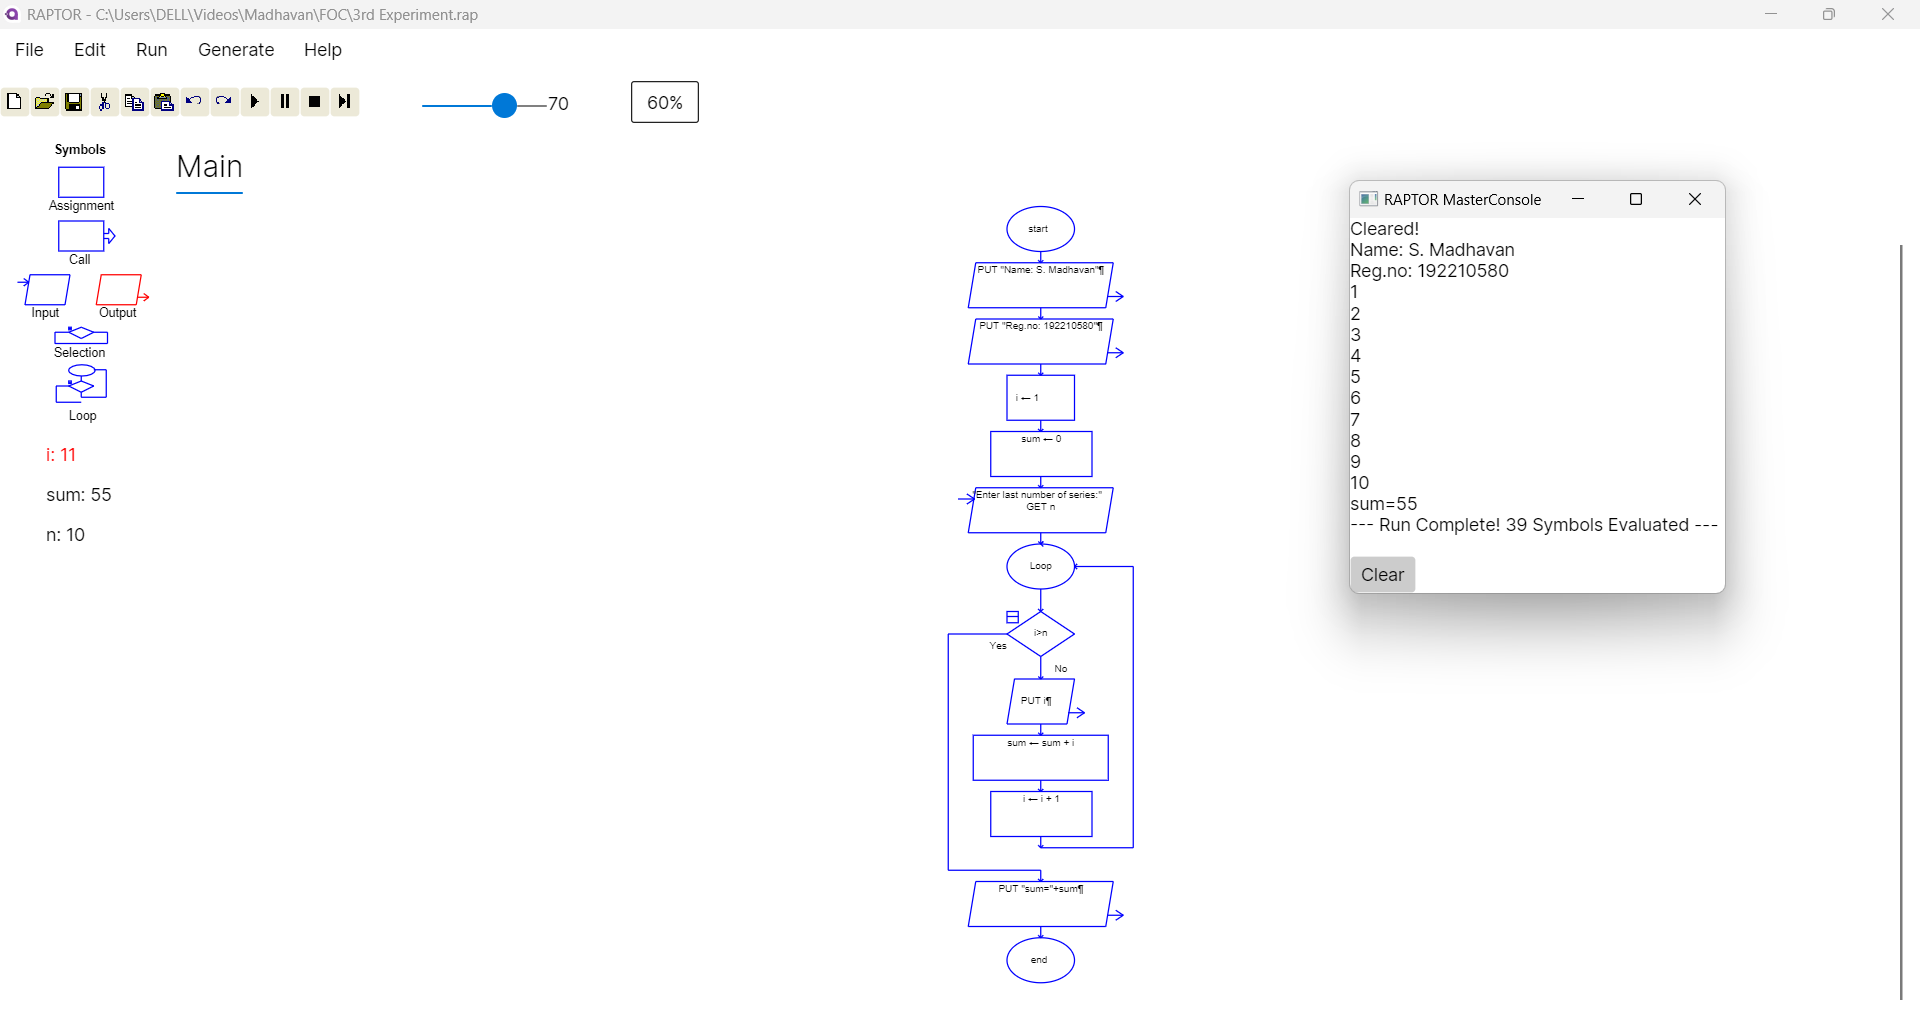 RAPTOR - C:\Users\DELL\Videos\Madhavan\FOC\3rd Experiment.rap
File Edit Run Generate Help
70
60%
Symbols
Assignment
Call
Input Output
Selection
Loop
i: 11
sum: 55
n: 10
Main
start
PUT "Name: S. Madhavan"¶
PUT "Reg.no: 192210580"¶
i ← 1
sum ← 0
"Enter last number of series:"
GET n
Loop
i>n
Yes
No
PUT i¶
sum ← sum + i
i ← i + 1
PUT "sum="+sum¶
end
RAPTOR MasterConsole
Cleared!
Name: S. Madhavan
Reg.no: 192210580
1
2
3
4
5
6
7
8
9
10
sum=55
--- Run Complete! 39 Symbols Evaluated ---
Clear